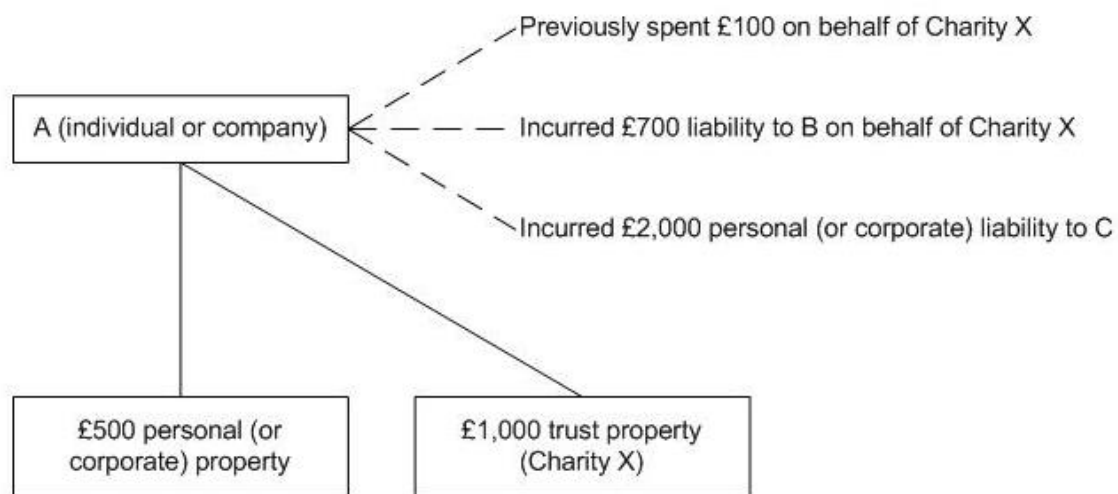 Previously spent £100 on behalf of Charity X
A (individual or company)
Incurred £700 liability to B on behalf of Charity X
Incurred £2,000 personal (or corporate) liability to C
£500 personal (or
corporate) property
£1,000 trust property
(Charity X)